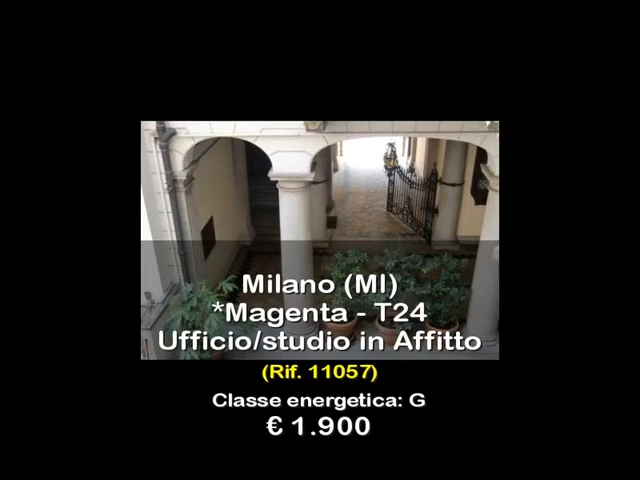 Milano (MI)
*Magenta - T24
Ufficio/studio in Affitto
(Rif. 11057)
Classe energetica: G
€ 1.900